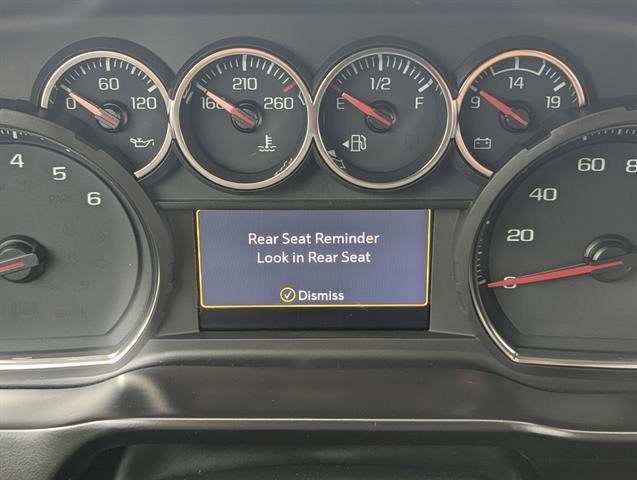 0 60 120
160 210 260
E 1/2 F
9 14 19
4 5 6
0 20 40 60 80
Rear Seat Reminder
Look in Rear Seat
Dismiss